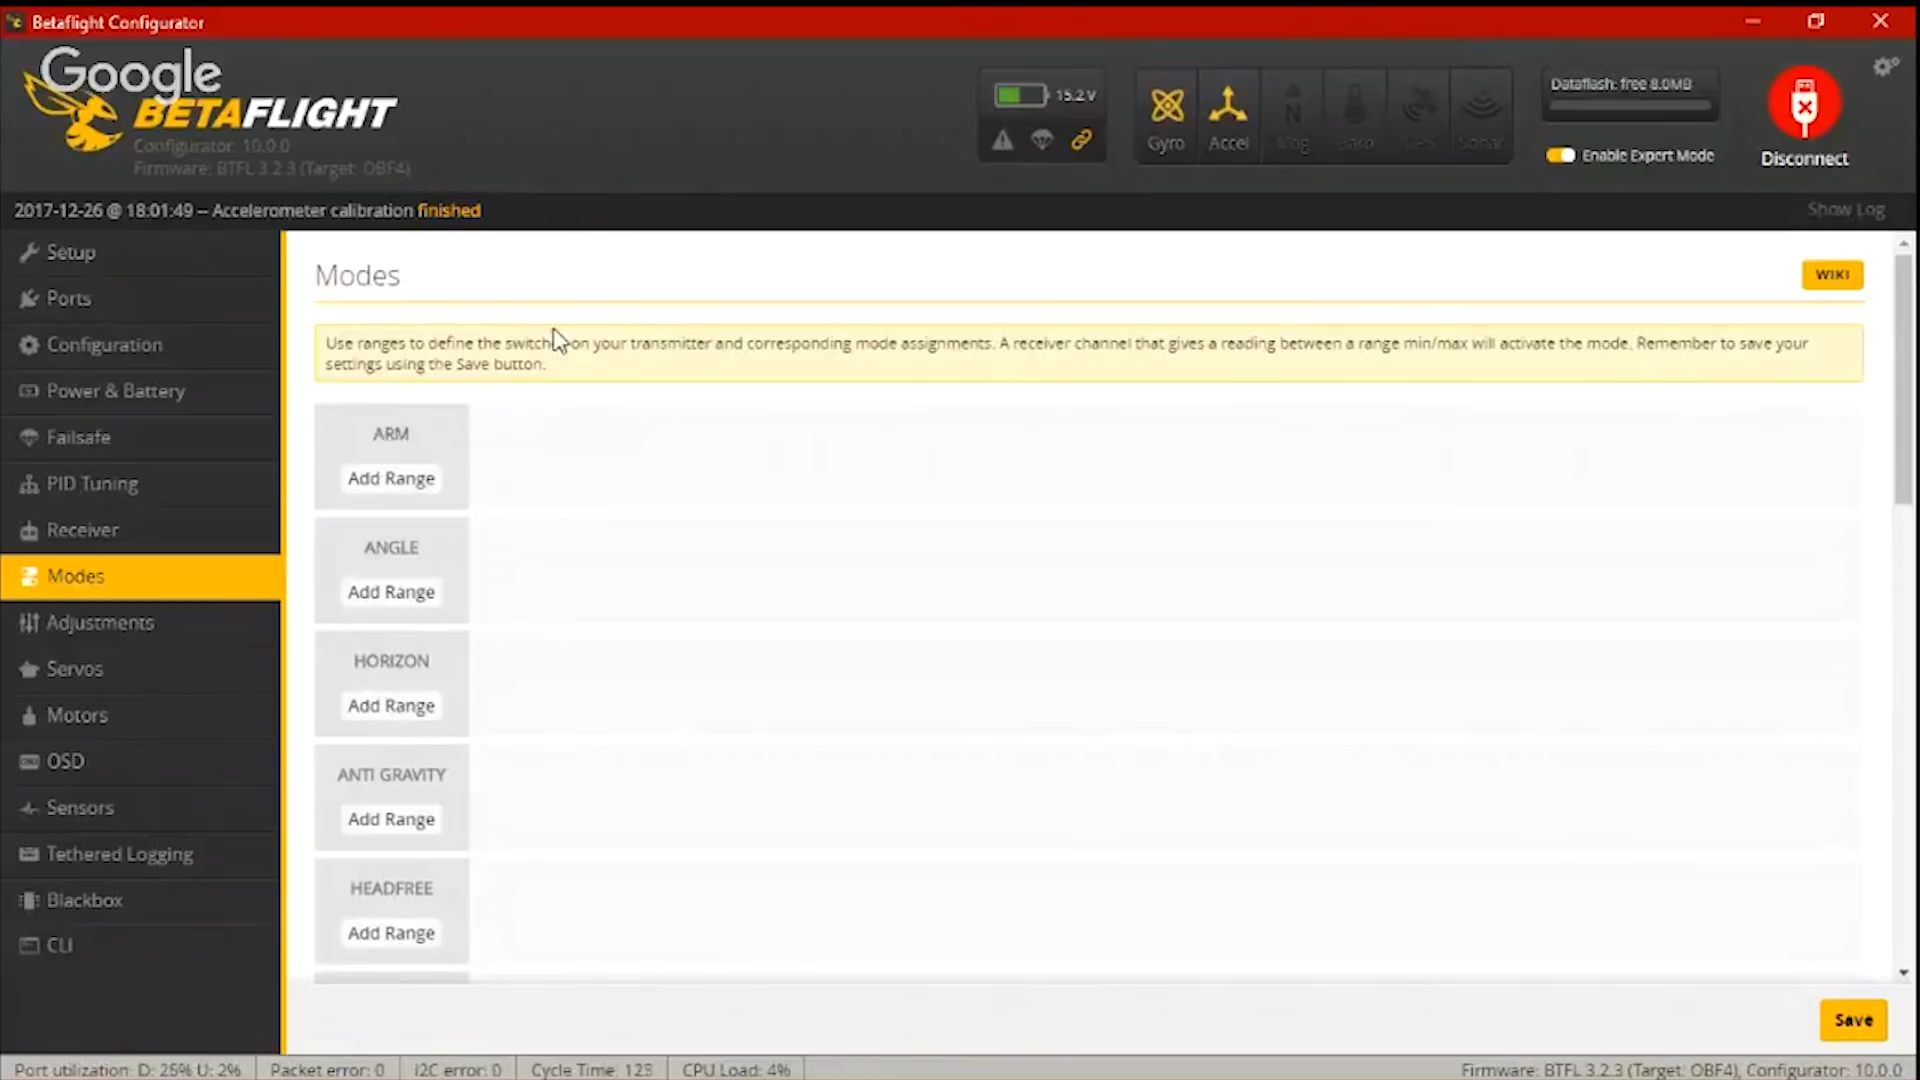 Betaflight Configurator
Google
BETAFLIGHT
Configurator: 10.0.0
Firmware: BTFL 3.2.3 (Target: OBF4)
15.2 V
Gyro
Accel
Mag
Baro
GPS
Sonar
Dataflash: free 8.0MB
Enable Expert Mode
Disconnect
2017-12-26 @ 18:01:49 -- Accelerometer calibration finished
Show Log
Setup
Ports
Configuration
Power & Battery
Failsafe
PID Tuning
Receiver
Modes
Adjustments
Servos
Motors
OSD
Sensors
Tethered Logging
Blackbox
CLI
Modes
WIKI
Use ranges to define the switches on your transmitter and corresponding mode assignments. A receiver channel that gives a reading between a range min/max will activate the mode. Remember to save your
settings using the Save button.
ARM
Add Range
ANGLE
Add Range
HORIZON
Add Range
ANTI GRAVITY
Add Range
HEADFREE
Add Range
Save
Port utilization: D: 25% U: 2%
Packet error: 0
I2C error: 0
Cycle Time: 123
CPU Load: 4%
Firmware: BTFL 3.2.3 (Target: OBF4), Configurator: 10.0.0